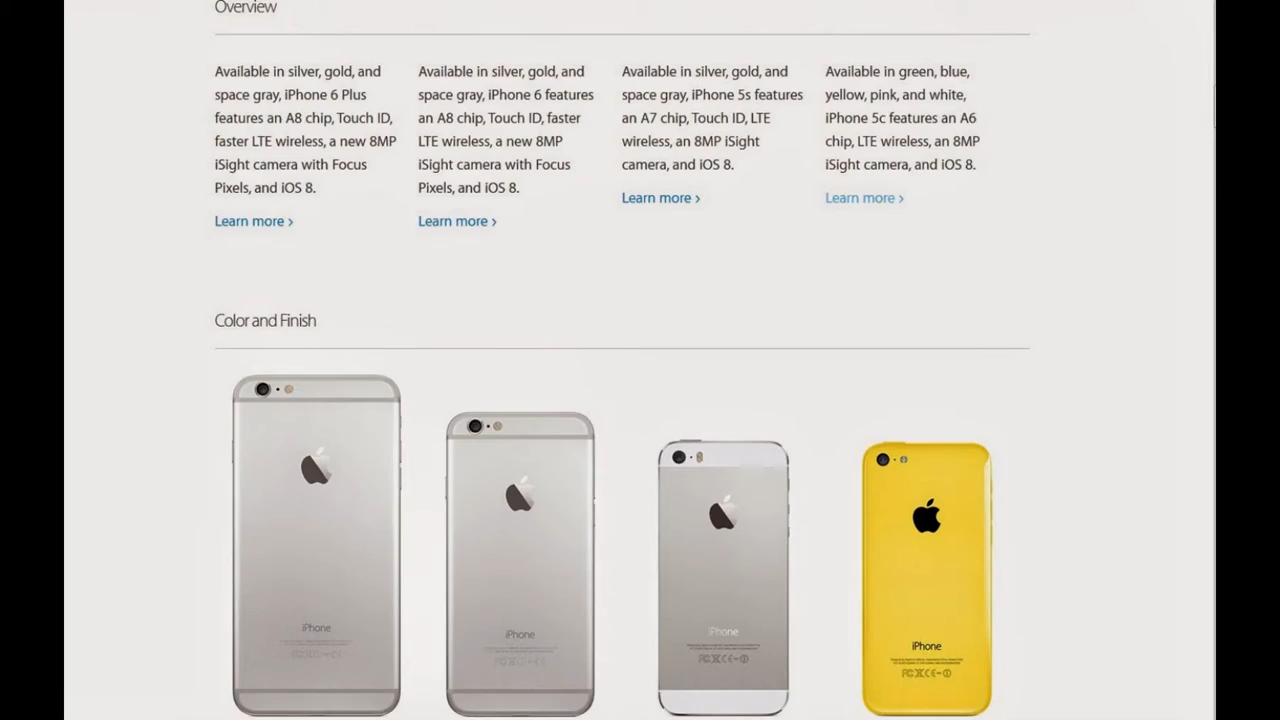 Overview
Available in silver, gold, and
space gray, iPhone 6 Plus
features an A8 chip, Touch ID,
faster LTE wireless, a new 8MP
iSight camera with Focus
Pixels, and iOS 8.
Learn more ›
Available in silver, gold, and
space gray, iPhone 6 features
an A8 chip, Touch ID, faster
LTE wireless, a new 8MP
iSight camera with Focus
Pixels, and iOS 8.
Learn more ›
Available in silver, gold, and
space gray, iPhone 5s features
an A7 chip, Touch ID, LTE
wireless, an 8MP iSight
camera, and iOS 8.
Learn more ›
Available in green, blue,
yellow, pink, and white,
iPhone 5c features an A6
chip, LTE wireless, an 8MP
iSight camera, and iOS 8.
Learn more ›
Color and Finish
iPhone
iPhone
iPhone
iPhone